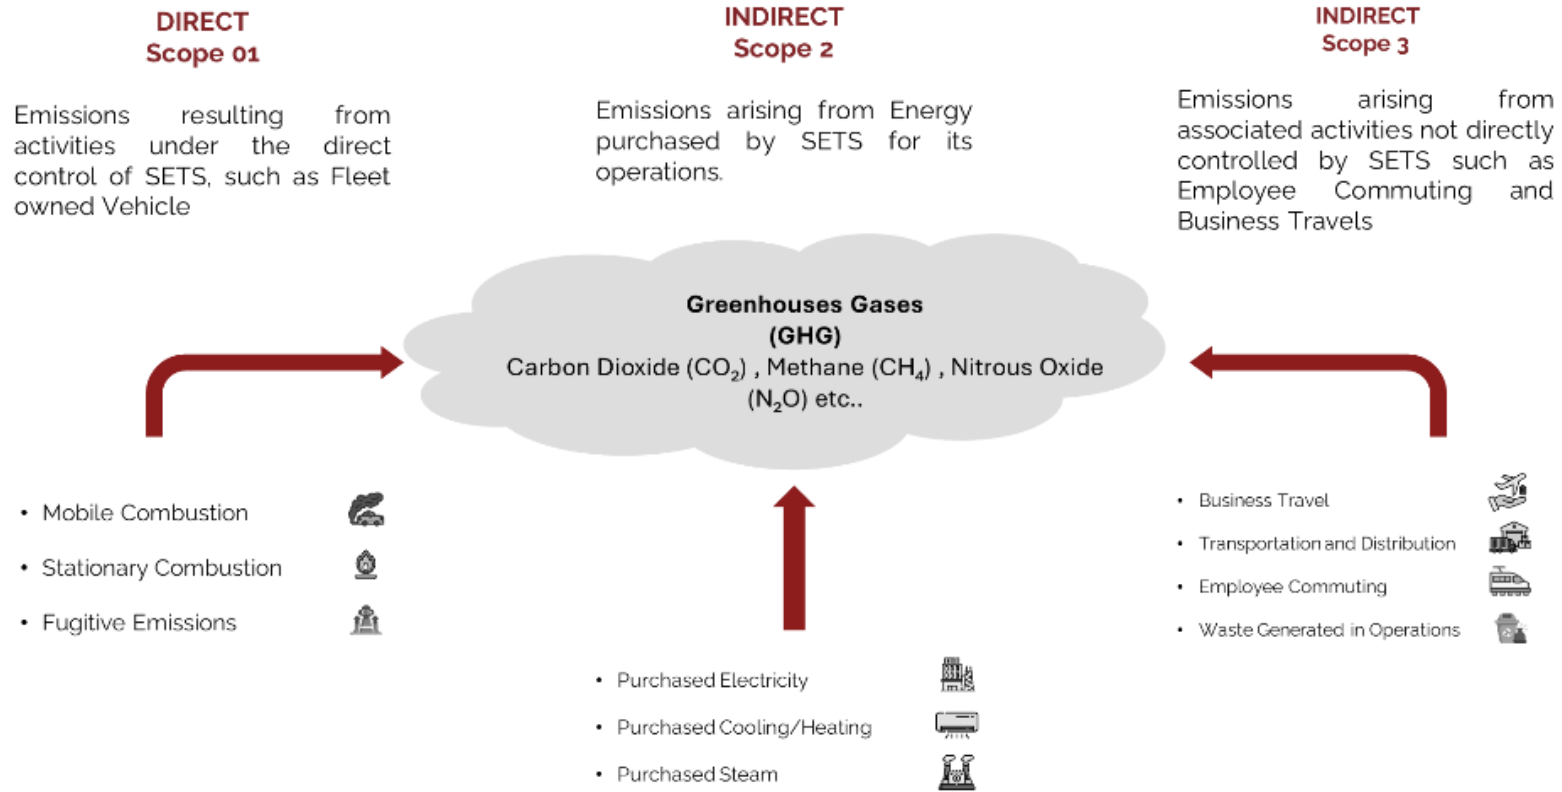 DIRECT
Scope 01
Emissions resulting from
activities under the direct
control of SETS, such as Fleet
owned Vehicle
INDIRECT
Scope 2
Emissions arising from Energy
purchased by SETS for its
operations.
INDIRECT
Scope 3
Emissions arising from
associated activities not directly
controlled by SETS such as
Employee Commuting and
Business Travels
Greenhouses Gases
(GHG)
Carbon Dioxide (CO₂) , Methane (CH₄) , Nitrous Oxide
(N₂O) etc..
• Mobile Combustion
• Stationary Combustion
• Fugitive Emissions
• Purchased Electricity
• Purchased Cooling/Heating
• Purchased Steam
• Business Travel
• Transportation and Distribution
• Employee Commuting
• Waste Generated in Operations